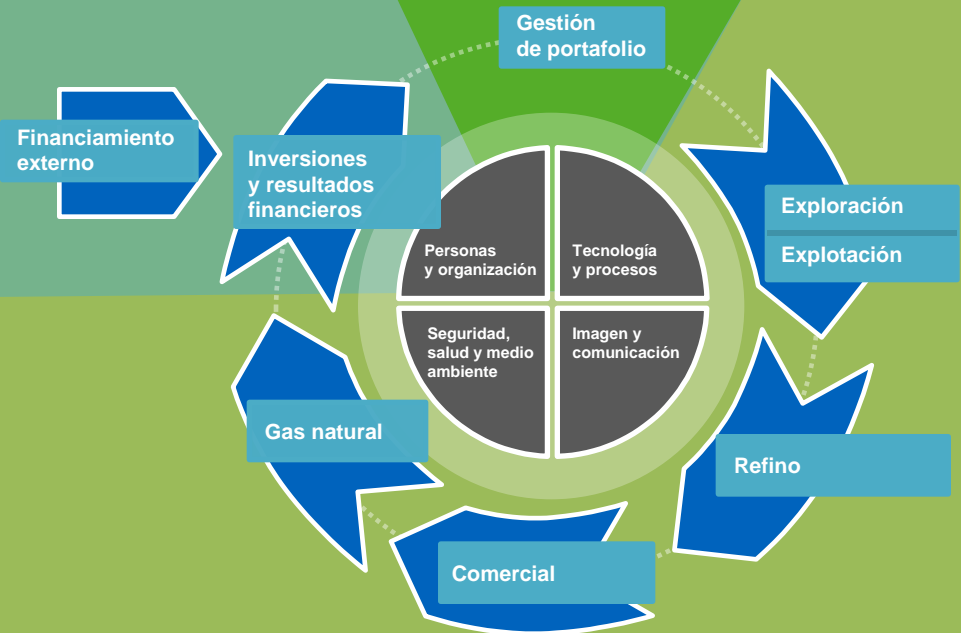 Gestión
de portafolio
Financiamiento
externo
Inversiones
y resultados
financieros
Exploración
Explotación
Personas
y organización
Tecnología
y procesos
Seguridad,
salud y medio
ambiente
Imagen y
comunicación
Gas natural
Refino
Comercial